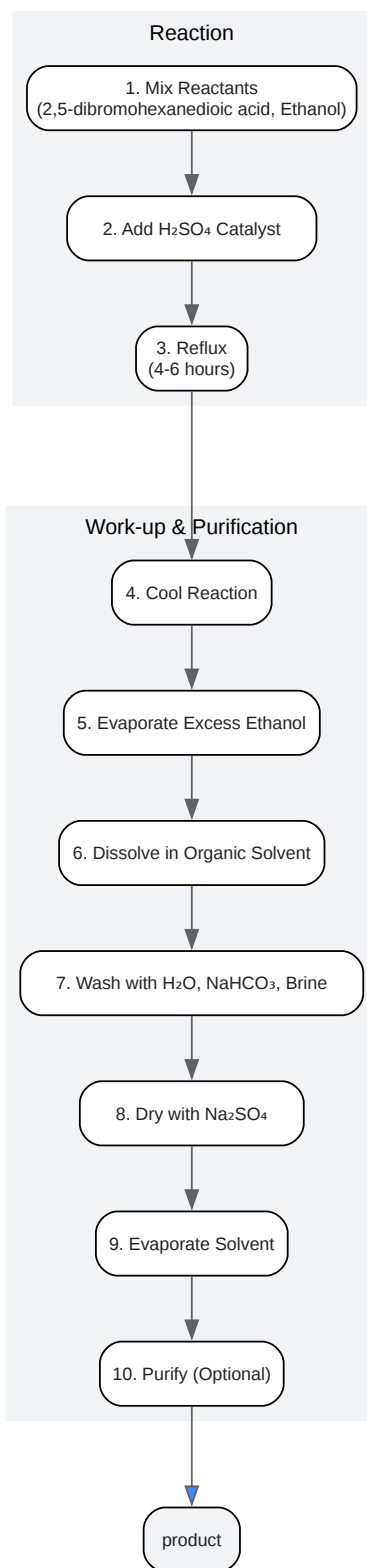 Reaction
1. Mix Reactants
(2,5-dibromohexanedioic acid, Ethanol)
2. Add H₂SO₄ Catalyst
3. Reflux
(4-6 hours)
Work-up & Purification
4. Cool Reaction
5. Evaporate Excess Ethanol
6. Dissolve in Organic Solvent
7. Wash with H₂O, NaHCO₃, Brine
8. Dry with Na₂SO₄
9. Evaporate Solvent
10. Purify (Optional)
product